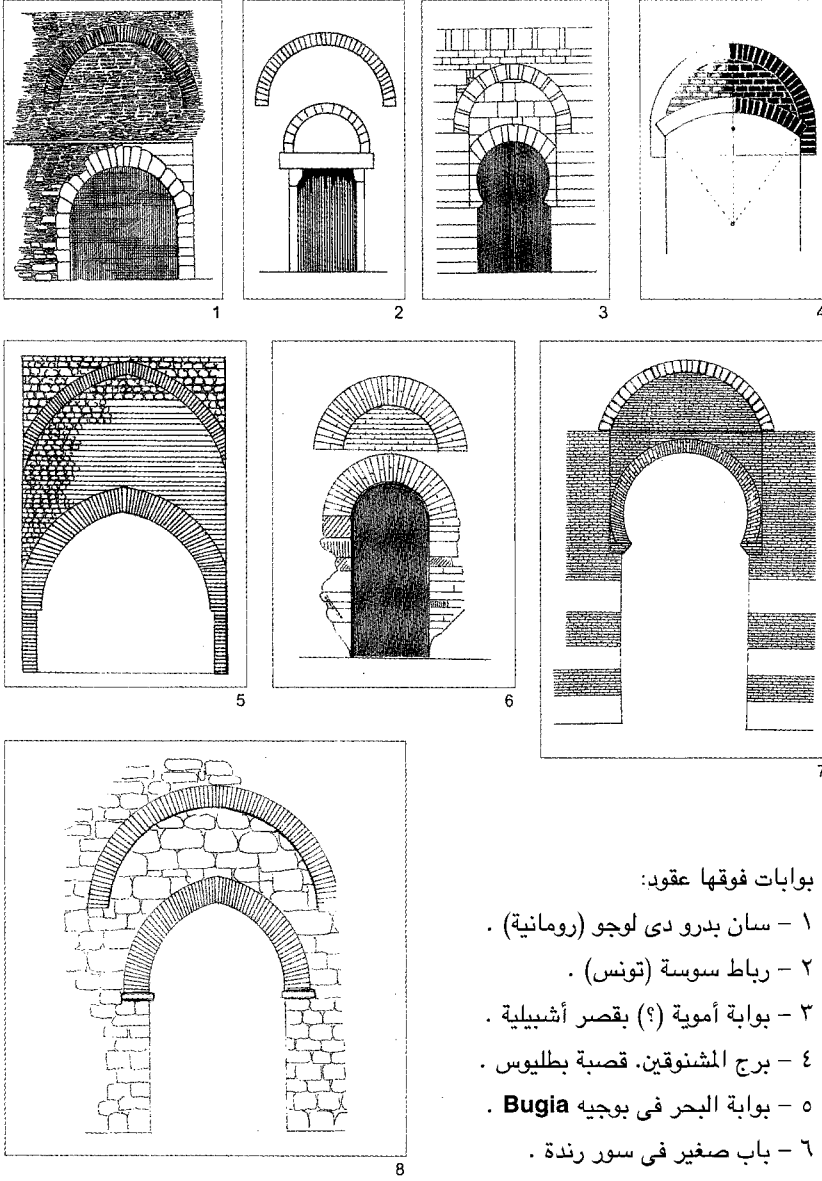 1
2
3
4
5
6
7
8
بوابات فوقها عقود:
١ – سان بدرو دى لوجو (رومانية) .
٢ – رباط سوسة (تونس) .
٣ – بوابة أموية (؟) بقصر أشبيلية .
٤ – برج المشنوقين. قصبة بطليوس .
٥ – بوابة البحر فى بوجيه Bugia .
٦ – باب صغير فى سور رندة .